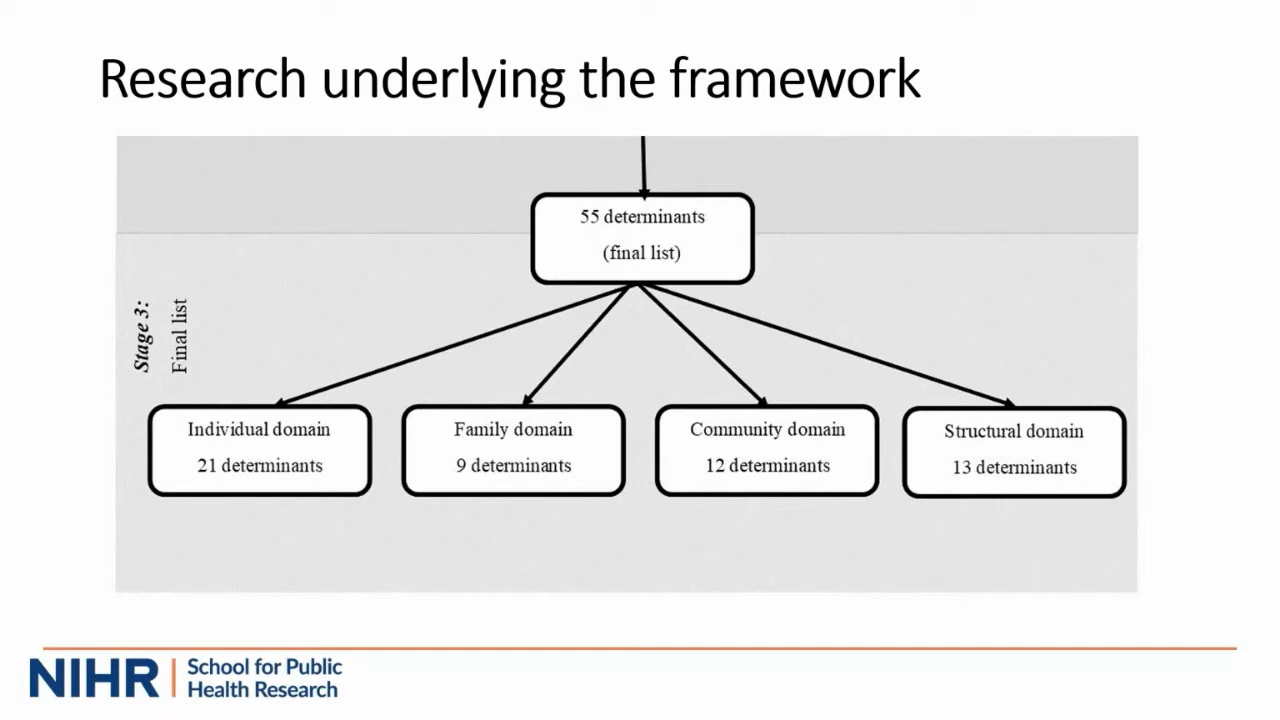 Research underlying the framework
55 determinants
(final list)
Stage 3:
Final list
Individual domain
21 determinants
Family domain
9 determinants
Community domain
12 determinants
Structural domain
13 determinants
NIHR
School for Public
Health Research